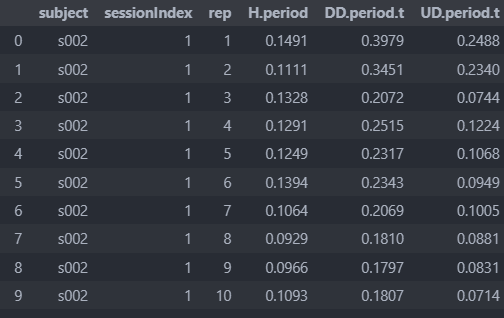 subject sessionIndex rep H.period DD.period.t UD.period.t
0 s002 1 1 0.1491 0.3979 0.2488
1 s002 1 2 0.1111 0.3451 0.2340
2 s002 1 3 0.1328 0.2072 0.0744
3 s002 1 4 0.1291 0.2515 0.1224
4 s002 1 5 0.1249 0.2317 0.1068
5 s002 1 6 0.1394 0.2343 0.0949
6 s002 1 7 0.1064 0.2069 0.1005
7 s002 1 8 0.0929 0.1810 0.0881
8 s002 1 9 0.0966 0.1797 0.0831
9 s002 1 10 0.1093 0.1807 0.0714